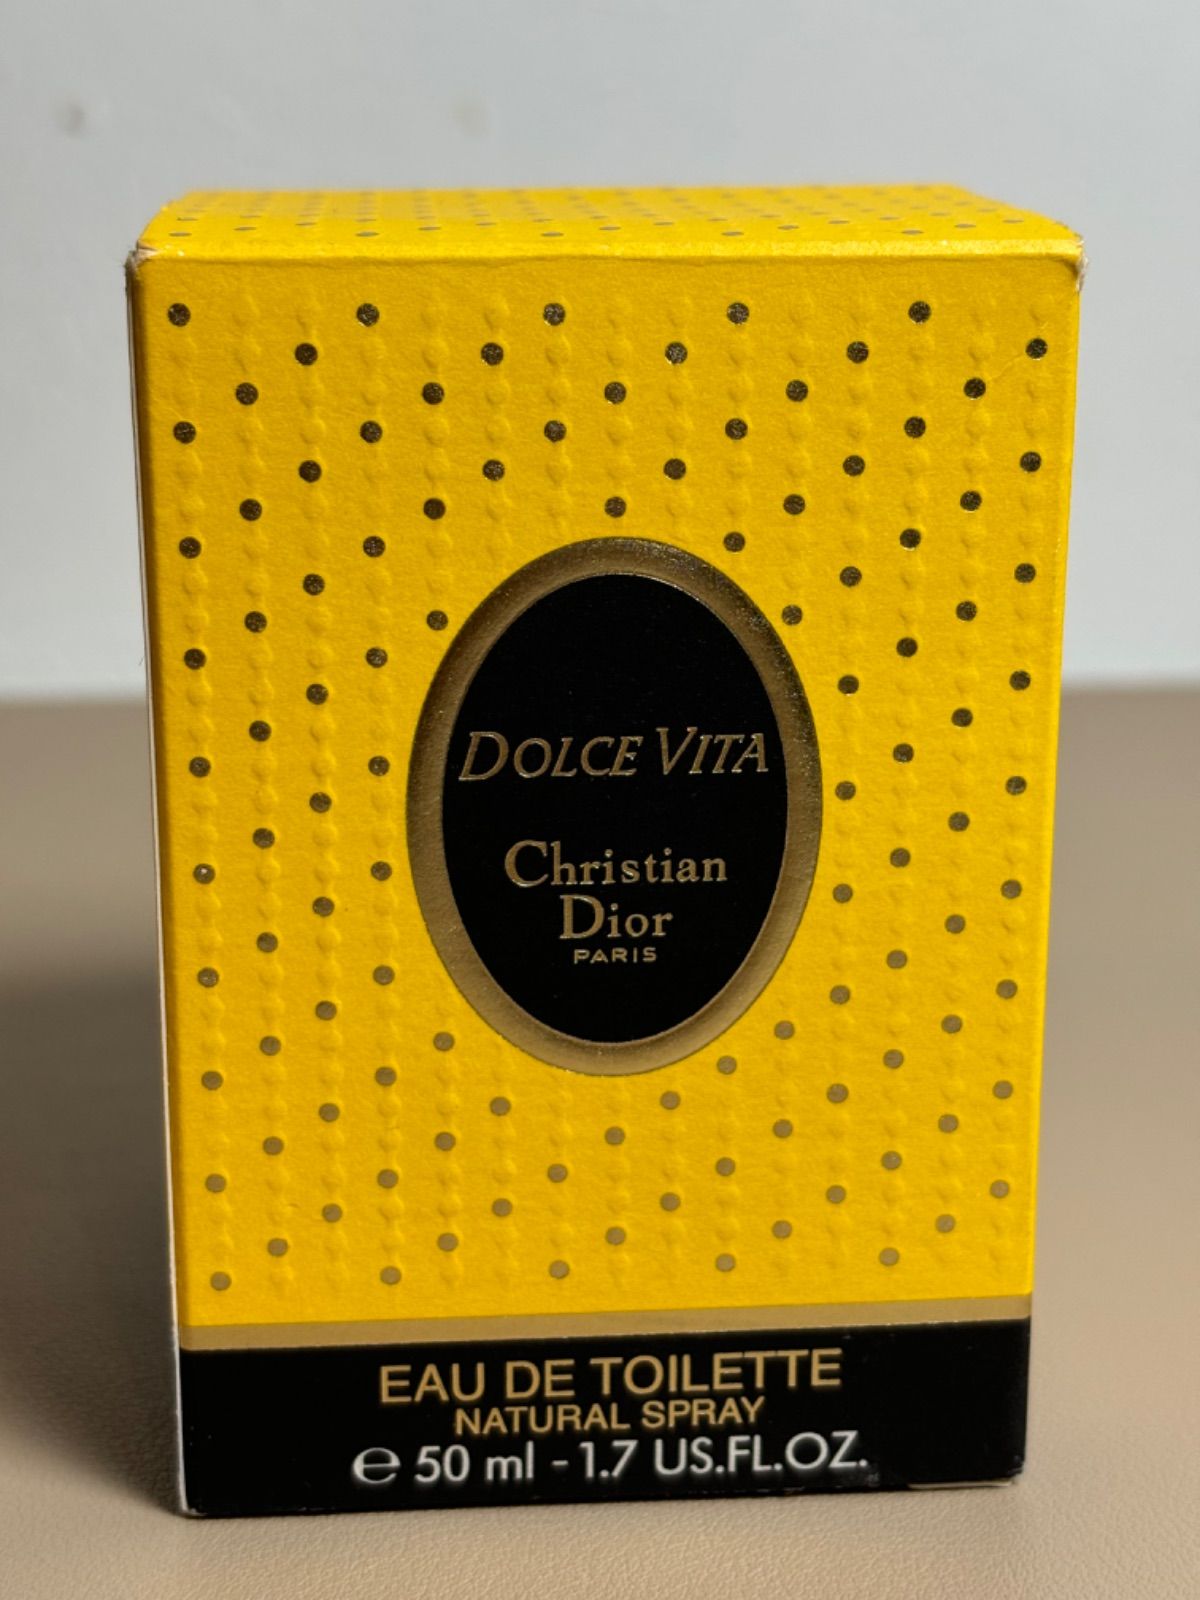 DOLCE VITA
Christian
Dior
PARIS
EAU DE TOILETTE
NATURAL SPRAY
℮ 50 ml - 1.7 US.FL.OZ.